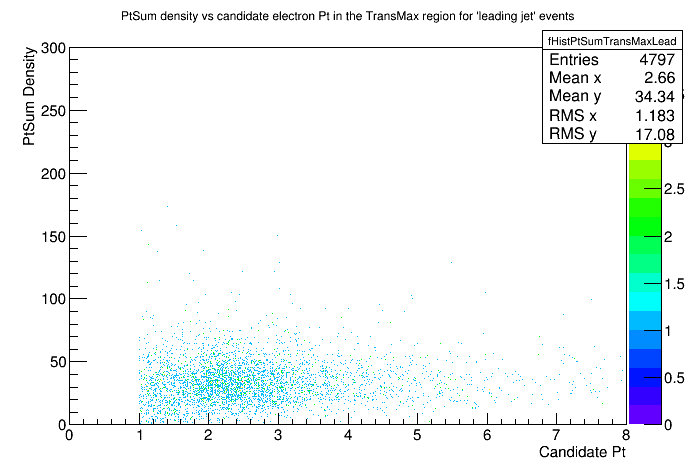 PtSum density vs candidate electron Pt in the TransMax region for 'leading jet' events
fHistPtSumTransMaxLead
Entries 4797
Mean x 2.66
Mean y 34.34
RMS x 1.183
RMS y 17.08
PtSum Density
300
250
200
150
100
50
0
0 1 2 3 4 5 6 7 8
Candidate Pt
2.5
2
1.5
1
0.5
0